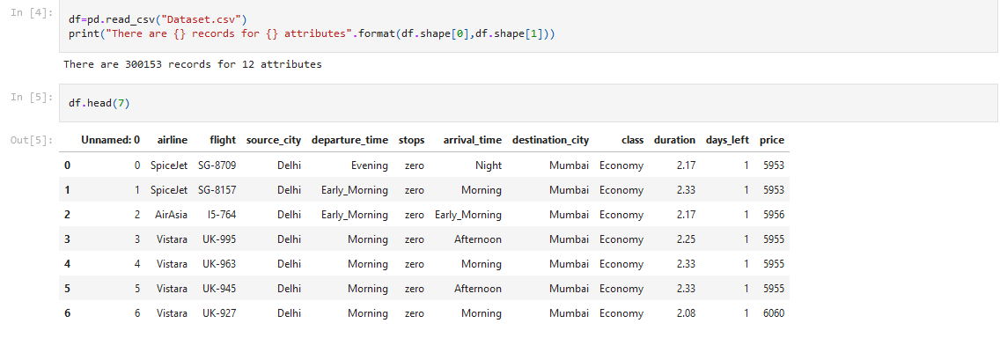 In [4]:
df=pd.read_csv("Dataset.csv")
print("There are {} records for {} attributes".format(df.shape[0],df.shape[1]))
There are 300153 records for 12 attributes
In [5]:
df.head(7)
Out[5]:
Unnamed: 0 airline flight source_city departure_time stops arrival_time destination_city class duration days_left price
0 0 SpiceJet SG-8709 Delhi Evening zero Night Mumbai Economy 2.17 1 5953
1 1 SpiceJet SG-8157 Delhi Early_Morning zero Morning Mumbai Economy 2.33 1 5953
2 2 AirAsia I5-764 Delhi Early_Morning zero Early_Morning Mumbai Economy 2.17 1 5956
3 3 Vistara UK-995 Delhi Morning zero Afternoon Mumbai Economy 2.25 1 5955
4 4 Vistara UK-963 Delhi Morning zero Morning Mumbai Economy 2.33 1 5955
5 5 Vistara UK-945 Delhi Morning zero Afternoon Mumbai Economy 2.33 1 5955
6 6 Vistara UK-927 Delhi Morning zero Morning Mumbai Economy 2.08 1 6060